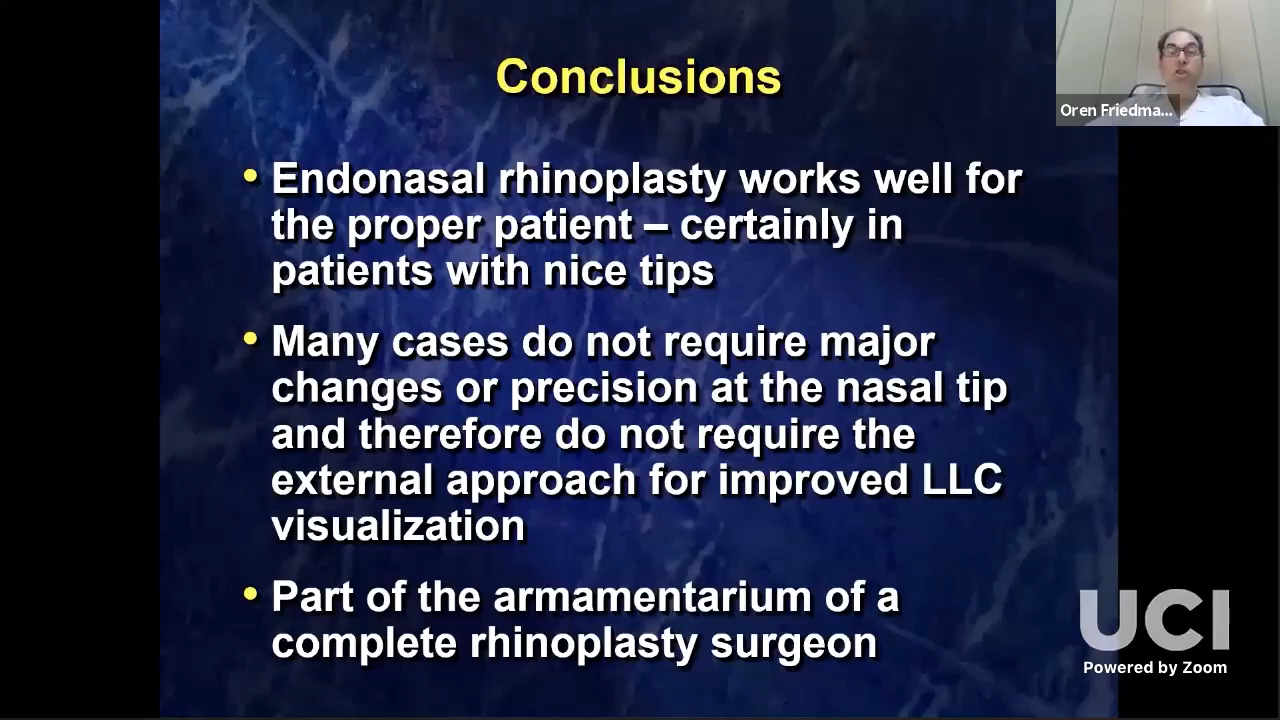 Conclusions
Oren Friedma...
• Endonasal rhinoplasty works well for
the proper patient – certainly in
patients with nice tips
• Many cases do not require major
changes or precision at the nasal tip
and therefore do not require the
external approach for improved LLC
visualization
• Part of the armamentarium of a
complete rhinoplasty surgeon
UCI
Powered by Zoom